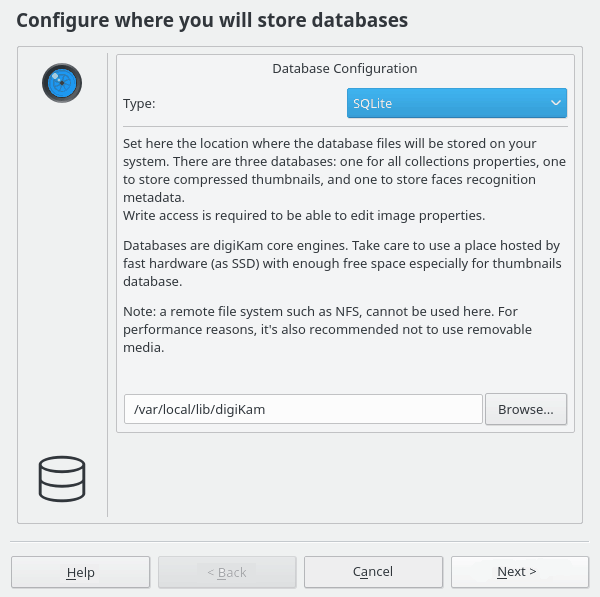 Configure where you will store databases
Database Configuration
Type:
SQLite
Set here the location where the database files will be stored on your
system. There are three databases: one for all collections properties, one
to store compressed thumbnails, and one to store faces recognition
metadata.
Write access is required to be able to edit image properties.
Databases are digiKam core engines. Take care to use a place hosted by
fast hardware (as SSD) with enough free space especially for thumbnails
database.
Note: a remote file system such as NFS, cannot be used here. For
performance reasons, it's also recommended not to use removable
media.
/var/local/lib/digiKam
Browse...
Help
< Back
Cancel
Next >